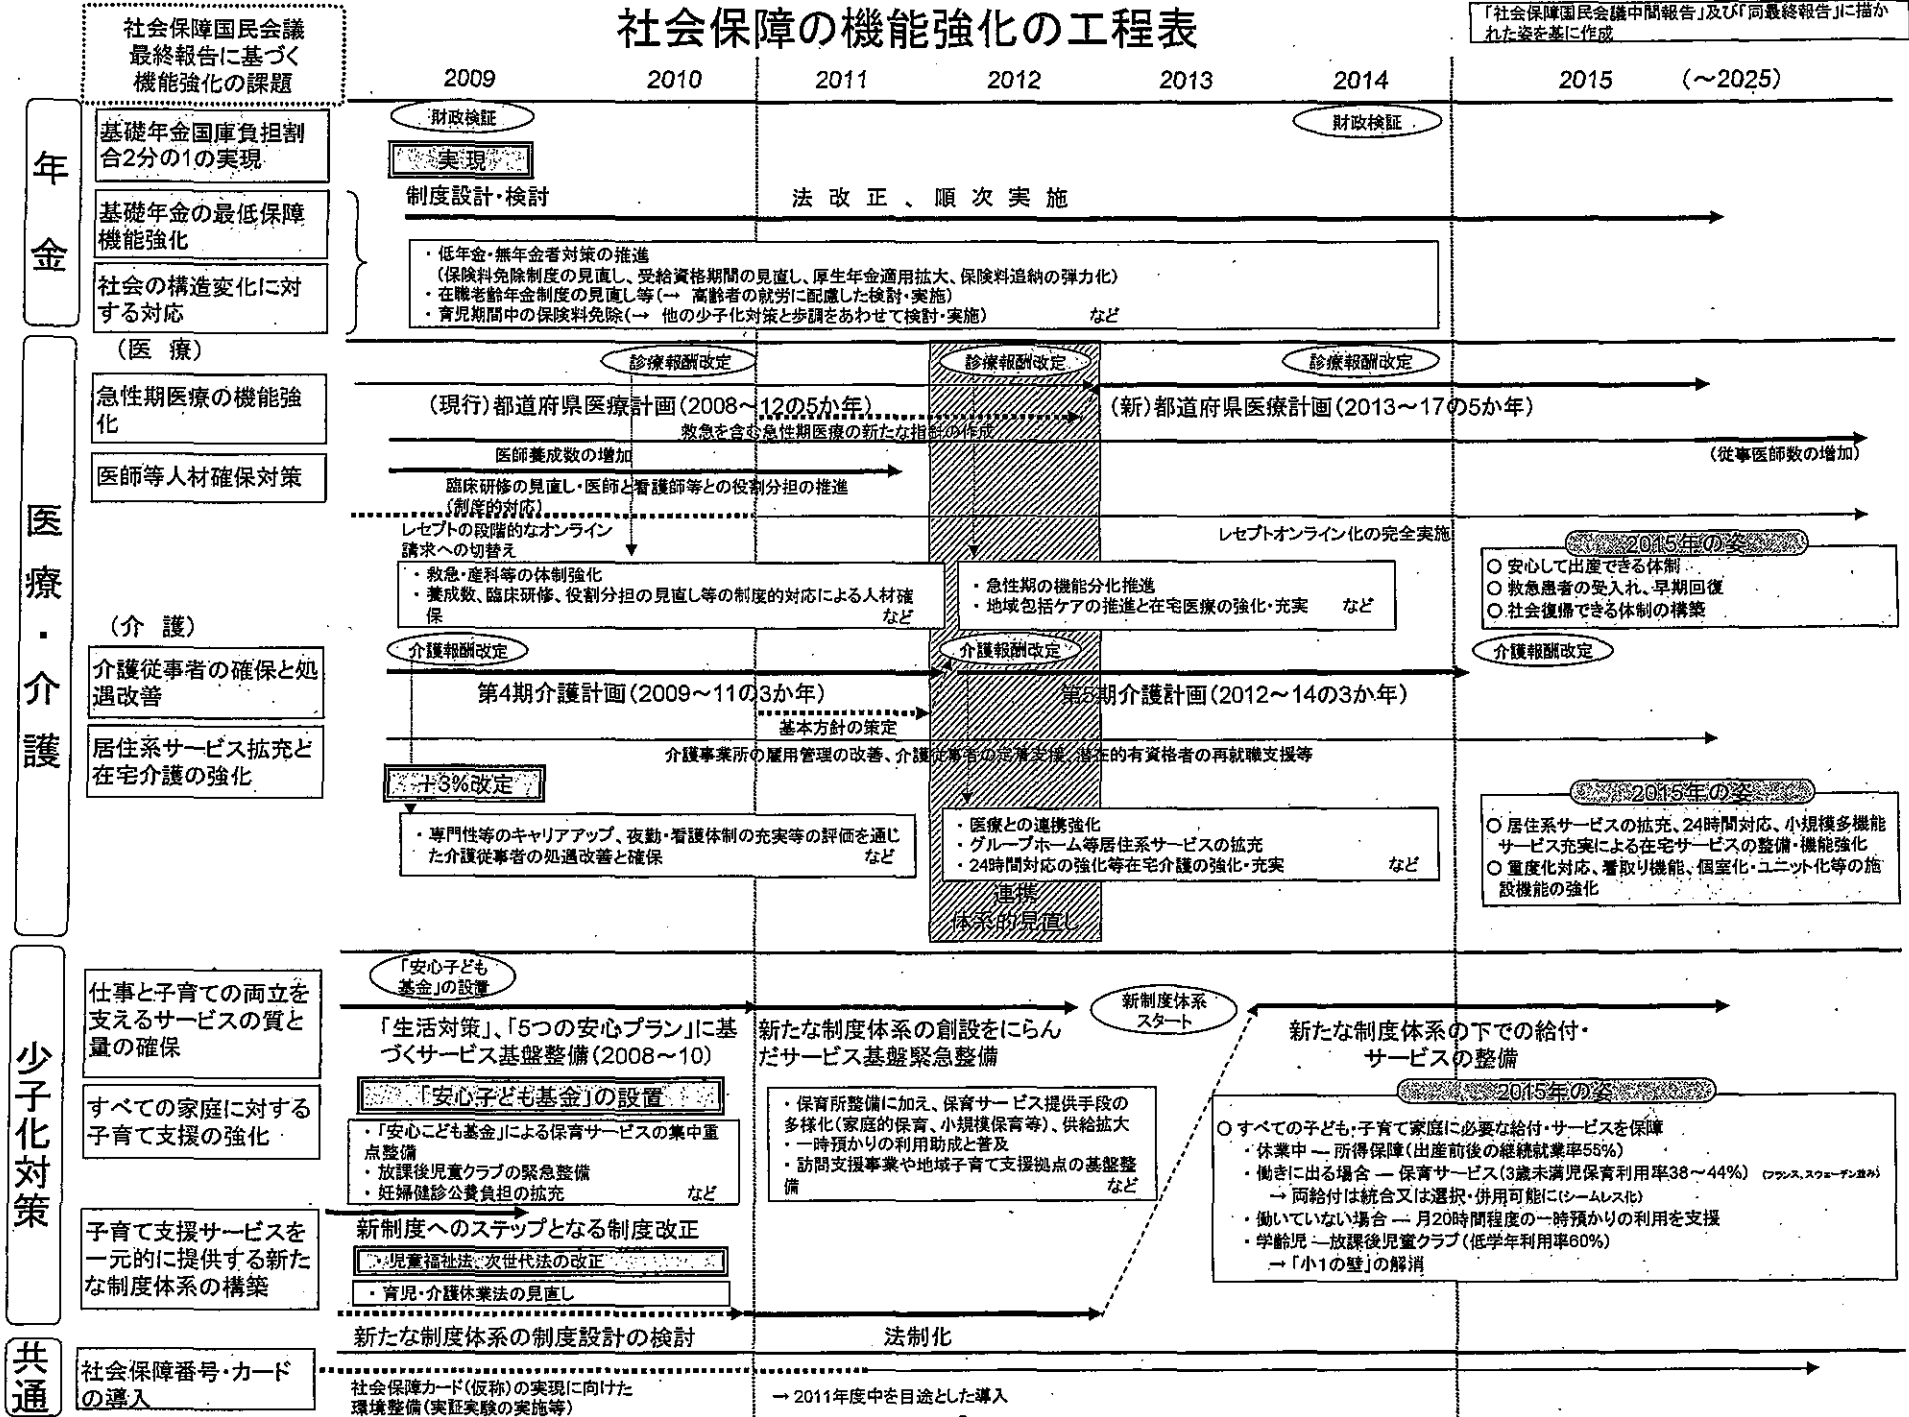 社会保障の機能強化の工程表
「社会保障国民会議中間報告」及び「同最終報告」に描か
れた姿を基に作成
社会保障国民会議
最終報告に基づく
機能強化の課題
2009
2010
2011
2012
2013
2014
2015
(～2025)
年金
基礎年金国庫負担割
合2分の1の実現
基礎年金の最低保障
機能強化
社会の構造変化に対
する対応
財政検証
財政検証
実現
制度設計・検討
法改正、順次実施
・低年金・無年金者対策の推進
(保険料免除制度の見直し、受給資格期間の見直し、厚生年金適用拡大、保険料追納の弾力化)
・在職老齢年金制度の見直し等(→ 高齢者の就労に配慮した検討・実施)
・育児期間中の保険料免除(→ 他の少子化対策と歩調をあわせて検討・実施) など
医療・介護
(医 療)
急性期医療の機能強
化
医師等人材確保対策
診療報酬改定
診療報酬改定
診療報酬改定
(現行)都道府県医療計画(2008～12の5か年)
(新)都道府県医療計画(2013～17の5か年)
救急を含む急性期医療の新たな指針の作成
医師養成数の増加
(従事医師数の増加)
臨床研修の見直し・医師と看護師等との役割分担の推進
(制度的対応)
レセプトの段階的なオンライン
請求への切替え
レセプトオンライン化の完全実施
・救急・産科等の体制強化
・養成数、臨床研修、役割分担の見直し等の制度的対応による人材確
保 など
・急性期の機能分化推進
・地域包括ケアの推進と在宅医療の強化・充実 など
2015年の姿
○ 安心して出産できる体制
○ 救急患者の受入れ、早期回復
○ 社会復帰できる体制の構築
(介 護)
介護従事者の確保と処
遇改善
居住系サービス拡充と
在宅介護の強化
介護報酬改定
介護報酬改定
介護報酬改定
第4期介護計画(2009～11の3か年)
第5期介護計画(2012～14の3か年)
基本方針の策定
介護事業所の雇用管理の改善、介護従事者の定着支援、潜在的有資格者の再就職支援等
＋3%改定
・専門性等のキャリアアップ、夜勤・看護体制の充実等の評価を通じ
た介護従事者の処遇改善と確保 など
・医療との連携強化
・グループホーム等居住系サービスの拡充
・24時間対応の強化等在宅介護の強化・充実 など
連携
体系的見直し
2015年の姿
○ 居住系サービスの拡充、24時間対応、小規模多機能
サービス充実による在宅サービスの整備・機能強化
○ 重度化対応、看取り機能、個室化・ユニット化等の施
設機能の強化
少子化対策
仕事と子育ての両立を
支えるサービスの質と
量の確保
すべての家庭に対する
子育て支援の強化
子育て支援サービスを
一元的に提供する新た
な制度体系の構築
「安心子ども
基金」の設置
新制度体系
スタート
「生活対策」、「5つの安心プラン」に基
づくサービス基盤整備(2008～10)
新たな制度体系の創設をにらん
だサービス基盤緊急整備
新たな制度体系の下での給付・
サービスの整備
「安心子ども基金」の設置
・「安心こども基金」による保育サービスの集中重
点整備
・放課後児童クラブの緊急整備
・妊婦健診公費負担の拡充 など
・保育所整備に加え、保育サービス提供手段の
多様化(家庭的保育、小規模保育等)、供給拡大
・一時預かりの利用助成と普及
・訪問支援事業や地域子育て支援拠点の基盤整
備 など
2015年の姿
○ すべての子ども・子育て家庭に必要な給付・サービスを保障
・休業中 ― 所得保障(出産前後の継続就業率55%)
・働きに出る場合 ― 保育サービス(3歳未満児保育利用率38～44%) (フランス、スウェーデン並み)
→ 両給付は統合又は選択・併用可能に(シームレス化)
・働いていない場合 ― 月20時間程度の一時預かりの利用を支援
・学齢児 ― 放課後児童クラブ(低学年利用率60%)
→「小1の壁」の解消
新制度へのステップとなる制度改正
・児童福祉法、次世代法の改正
・育児・介護休業法の見直し
新たな制度体系の制度設計の検討
法制化
共通
社会保障番号・カード
の導入
社会保障カード(仮称)の実現に向けた
環境整備(実証実験の実施等)
→ 2011年度中を目途とした導入